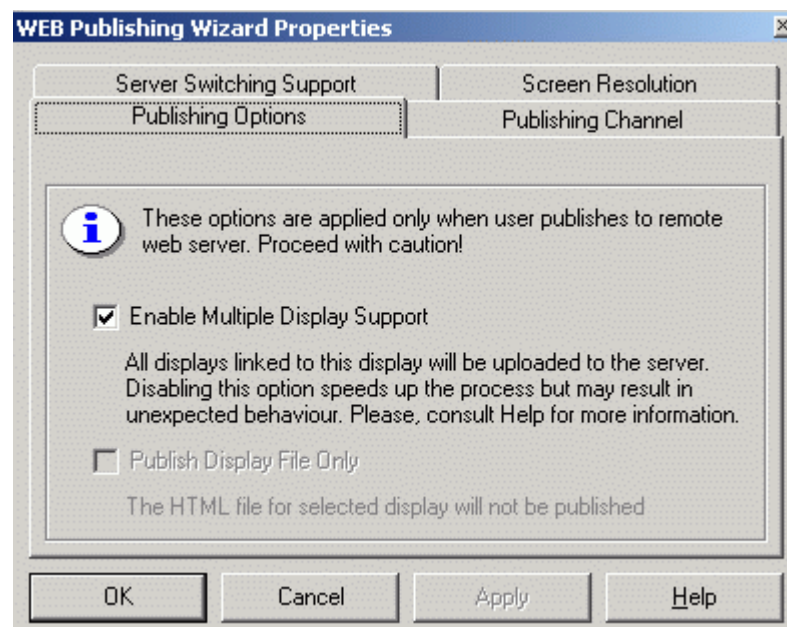 WEB Publishing Wizard Properties
Server Switching Support
Screen Resolution
Publishing Options
Publishing Channel
These options are applied only when user publishes to remote
web server. Proceed with caution!
Enable Multiple Display Support
All displays linked to this display will be uploaded to the server.
Disabling this option speeds up the process but may result in
unexpected behaviour. Please, consult Help for more information.
Publish Display File Only
The HTML file for selected display will not be published
OK
Cancel
Apply
Help